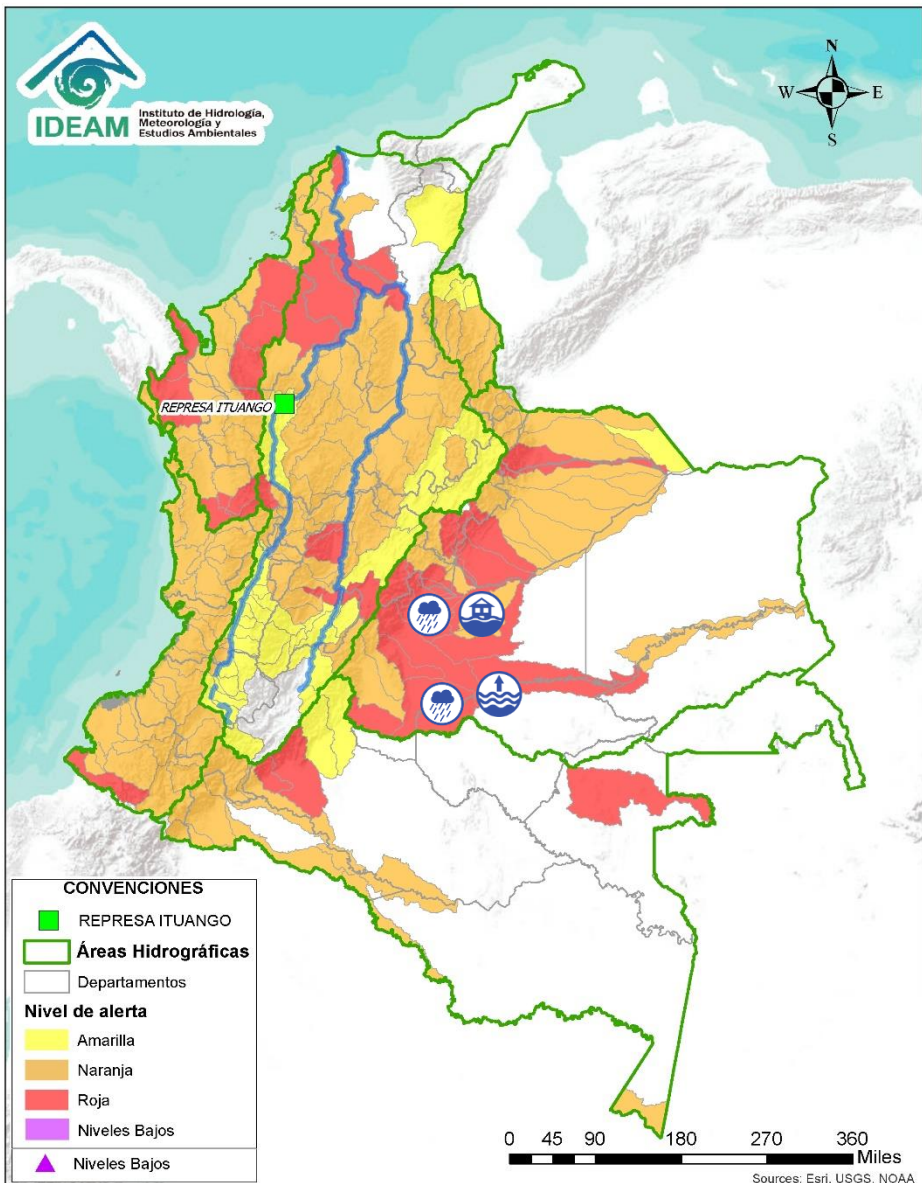 IDEAM
Instituto de Hidrología,
Meteorología y
Estudios Ambientales
N
W
E
S
REPRESA ITUANGO
CONVENCIONES
REPRESA ITUANGO
Áreas Hidrográficas
Departamentos
Nivel de alerta
Amarilla
Naranja
Roja
Niveles Bajos
Niveles Bajos
0 45 90 180 270 360
Miles
Sources: Esri, USGS, NOAA